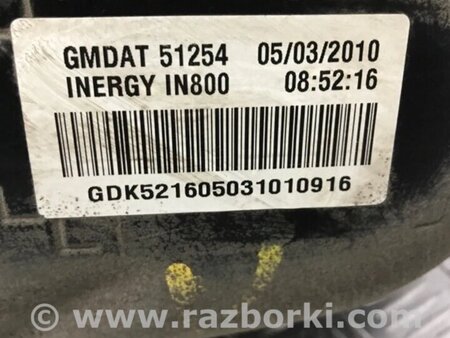 GMDAT 51254 05/03/2010
INERGY IN800 08:52:16
GDK521605031010916
© www.razborki.com